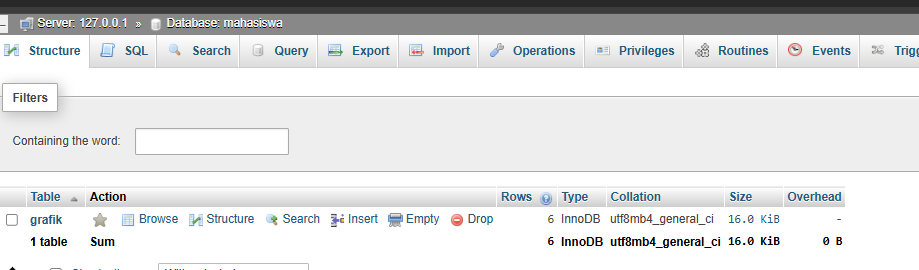 Server: 127.0.0.1 » Database: mahasiswa
Structure SQL Search Query Export Import Operations Privileges Routines Events
Filters
Containing the word:
Table Action Rows Type Collation Size Overhead
grafik Browse Structure Search Insert Empty Drop 6 InnoDB utf8mb4_general_ci 16.0 KiB -
1 table Sum 6 InnoDB utf8mb4_general_ci 16.0 KiB 0 B